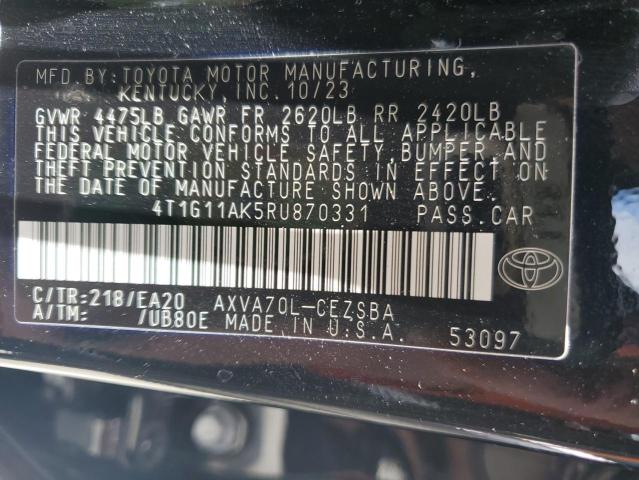 MFD.BY:TOYOTA MOTOR MANUFACTURING,
KENTUCKY, INC. 10/23
GVWR 4475LB GAWR FR 2620LB RR 2420LB
THIS VEHICLE CONFORMS TO ALL APPLICABLE
FEDERAL MOTOR VEHICLE SAFETY, BUMPER, AND
THEFT PREVENTION STANDARDS IN EFFECT ON
THE DATE OF MANUFACTURE SHOWN ABOVE.
4T1G11AK5RU870331 PASS.CAR
C/TR:218/EA20 AXVA70L-CEZSBA
A/TM: /UB80E MADE IN U.S.A. 53097